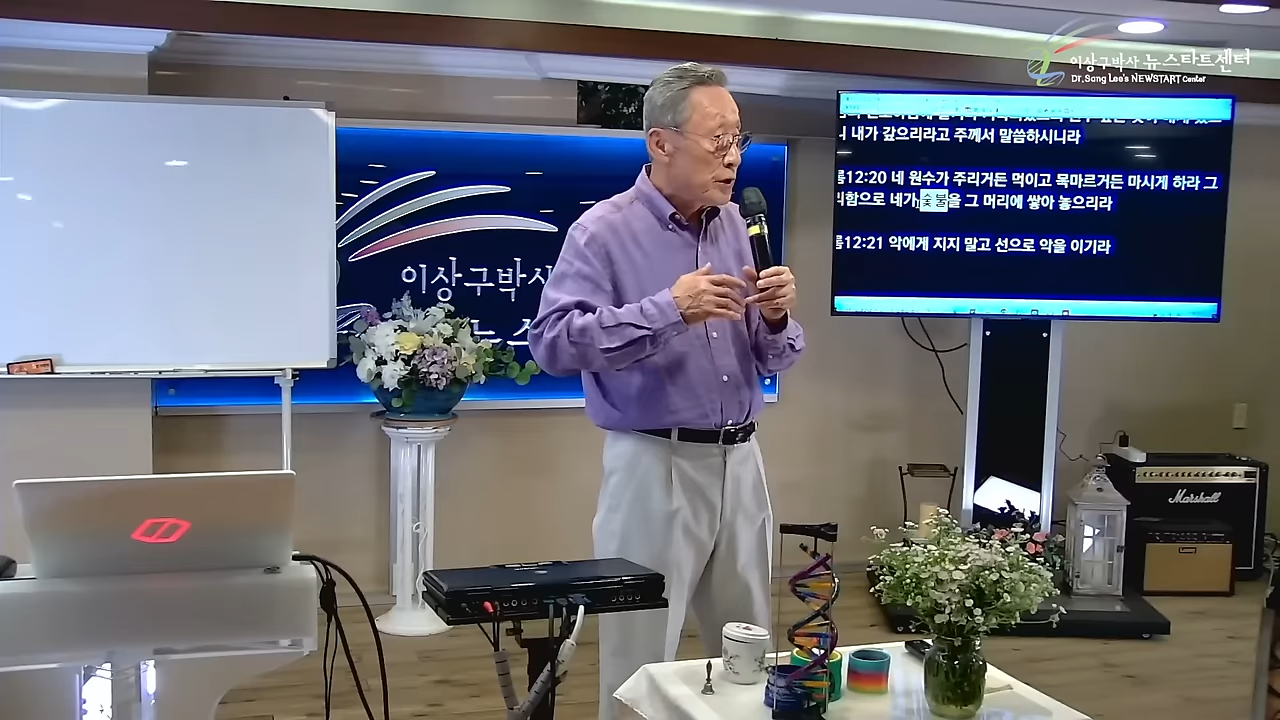 이상구박사 뉴스타트센터
Dr.Sang Lee's NEWSTART Center
내가 갚으리라고 주께서 말씀하시니라
롬12:20 네 원수가 주리거든 먹이고 목마르거든 마시게 하라 그
리함으로 네가 숯불을 그 머리에 쌓아 놓으리라
롬12:21 악에게 지지 말고 선으로 악을 이기라
이상구박사
Marshall
Laney